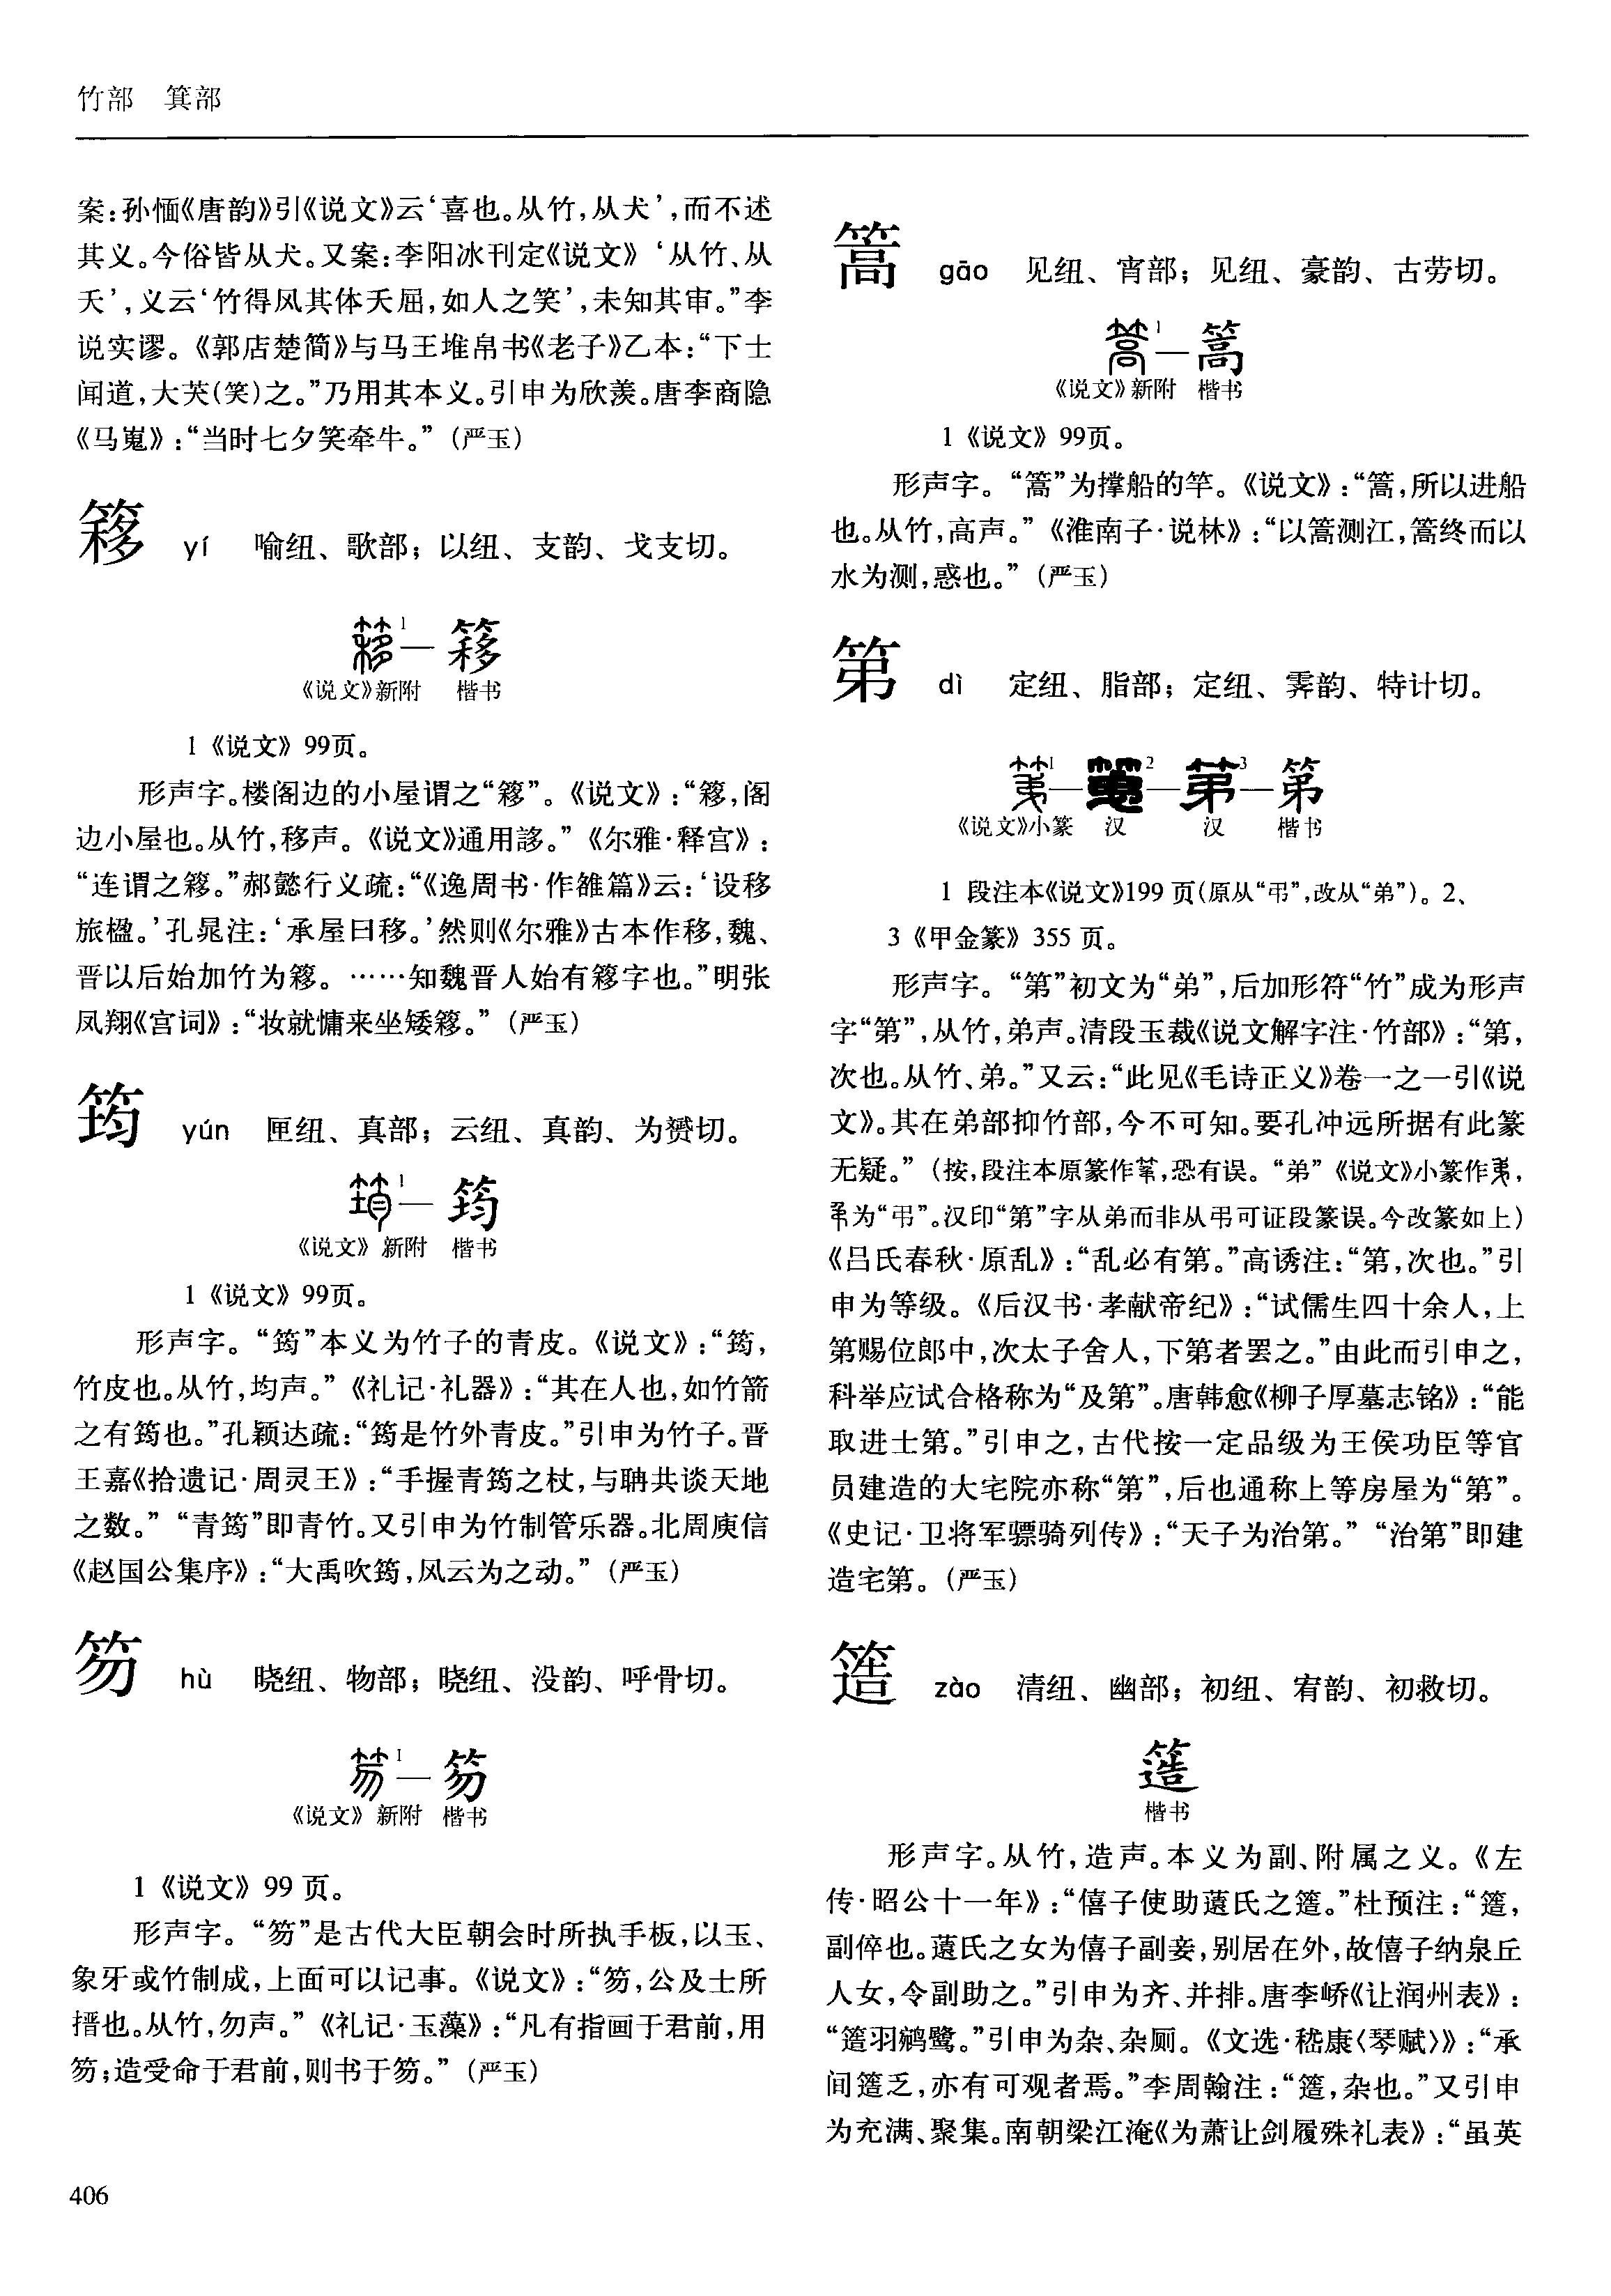 竹部　箕部
案：孙愐《唐韵》引《说文》云‘喜也。从竹，从犬’，而不述
其义。今俗皆从犬。又案：李阳冰刊定《说文》‘从竹、从
夭’，义云‘竹得风其体夭屈，如人之笑’，未知其审。”李
说实谬。《郭店楚简》与马王堆帛书《老子》乙本：“下士
闻道，大芺(笑)之。”乃用其本义。引申为欣羡。唐李商隐
《马嵬》：“当时七夕笑牵牛。”（严玉）
簃 yí 喻纽、歌部；以纽、支韵、弋支切。
1 — 簃
《说文》新附 楷书
1《说文》99页。
形声字。楼阁边的小屋谓之“簃”。《说文》：“簃，阁
边小屋也。从竹，移声。《说文》通用誃。”《尔雅·释宫》：
“连谓之簃。”郝懿行义疏：“《逸周书·作雒篇》云：‘设移
旅楹。’孔晁注：‘承屋曰移。’然则《尔雅》古本作移，魏、
晋以后始加竹为簃。……知魏晋人始有簃字也。”明张
凤翔《宫词》：“妆就慵来坐矮簃。”（严玉）
筠 yún 匣纽、真部；云纽、真韵、为赟切。
1 — 筠
《说文》新附 楷书
1《说文》99页。
形声字。“筠”本义为竹子的青皮。《说文》：“筠，
竹皮也。从竹，均声。”《礼记·礼器》：“其在人也，如竹箭
之有筠也。”孔颖达疏：“筠是竹外青皮。”引申为竹子。晋
王嘉《拾遗记·周灵王》：“手握青筠之杖，与聃共谈天地
之数。”“青筠”即青竹。又引申为竹制管乐器。北周庾信
《赵国公集序》：“大禹吹筠，风云为之动。”（严玉）
笏 hù 晓纽、物部；晓纽、没韵、呼骨切。
1 — 笏
《说文》新附 楷书
1《说文》99 页。
形声字。“笏”是古代大臣朝会时所执手板，以玉、
象牙或竹制成，上面可以记事。《说文》：“笏，公及士所
搢也。从竹，勿声。”《礼记·玉藻》：“凡有指画于君前，用
笏；造受命于君前，则书于笏。”（严玉）
406
篙 gāo 见纽、宵部；见纽、豪韵、古劳切。
1 — 篙
《说文》新附 楷书
1《说文》99页。
形声字。“篙”为撑船的竿。《说文》：“篙，所以进船
也。从竹，高声。”《淮南子·说林》：“以篙测江，篙终而以
水为测，惑也。”（严玉）
第 dì 定纽、脂部；定纽、霁韵、特计切。
1 — 2 — 3 — 第
《说文》小篆 汉 汉 楷书
1 段注本《说文》199 页(原从“弔”，改从“弟”)。2、
3《甲金篆》355 页。
形声字。“第”初文为“弟”，后加形符“竹”成为形声
字“第”，从竹，弟声。清段玉裁《说文解字注·竹部》：“第，
次也。从竹、弟。”又云：“此见《毛诗正义》卷一之一引《说
文》。其在弟部抑竹部，今不可知。要孔冲远所据有此篆
无疑。”（按，段注本原篆作，恐有误。“弟”《说文》小篆作，
为“弔”。汉印“第”字从弟而非从弔可证段篆误。今改篆如上）
《吕氏春秋·原乱》：“乱必有第。”高诱注：“第，次也。”引
申为等级。《后汉书·孝献帝纪》：“试儒生四十余人，上
第赐位郎中，次太子舍人，下第者罢之。”由此而引申之，
科举应试合格称为“及第”。唐韩愈《柳子厚墓志铭》：“能
取进士第。”引申之，古代按一定品级为王侯功臣等官
员建造的大宅院亦称“第”，后也通称上等房屋为“第”。
《史记·卫将军骠骑列传》：“天子为治第。”“治第”即建
造宅第。（严玉）
簉 zào 清纽、幽部；初纽、宥韵、初救切。
簉
楷书
形声字。从竹，造声。本义为副、附属之义。《左
传·昭公十一年》：“僖子使助薳氏之簉。”杜预注：“簉，
副倅也。薳氏之女为僖子副妾，别居在外，故僖子纳泉丘
人女，令副助之。”引申为齐、并排。唐李峤《让润州表》：
“簉羽鹓鹭。”引申为杂、杂厕。《文选·嵇康〈琴赋〉》：“承
间簉乏，亦有可观者焉。”李周翰注：“簉，杂也。”又引申
为充满、聚集。南朝梁江淹《为萧让剑履殊礼表》：“虽英